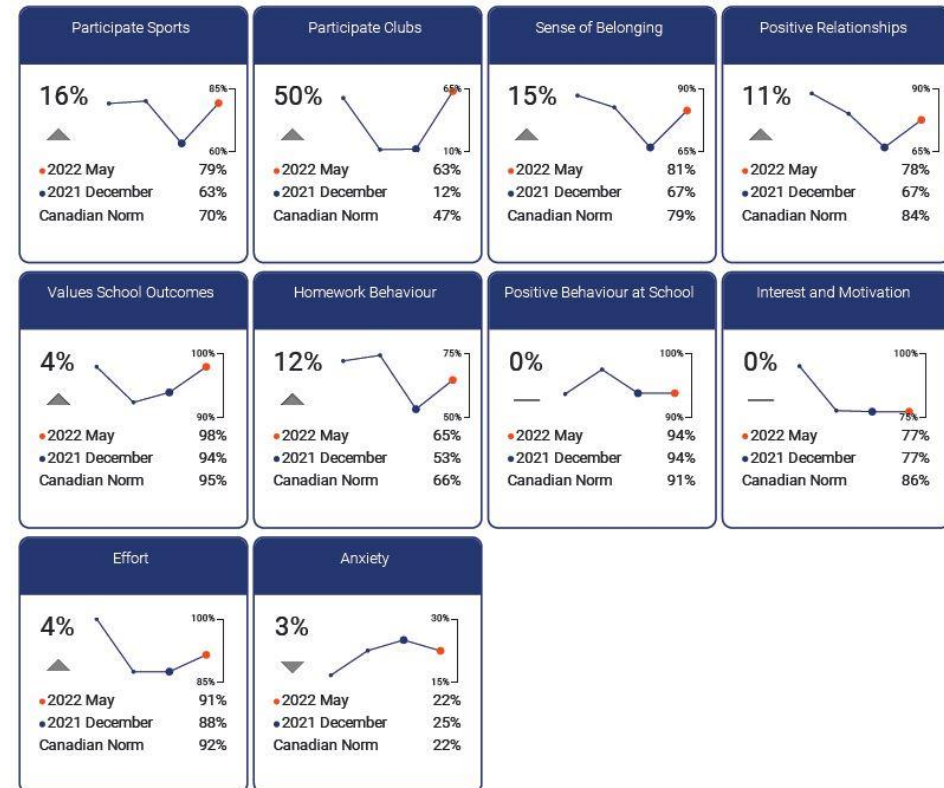 Participate Sports
16%
85%
60%
2022 May 79%
2021 December 63%
Canadian Norm 70%
Participate Clubs
50%
65%
10%
2022 May 63%
2021 December 12%
Canadian Norm 47%
Sense of Belonging
15%
90%
65%
2022 May 81%
2021 December 67%
Canadian Norm 79%
Positive Relationships
11%
90%
65%
2022 May 78%
2021 December 67%
Canadian Norm 84%
Values School Outcomes
4%
100%
90%
2022 May 98%
2021 December 94%
Canadian Norm 95%
Homework Behaviour
12%
75%
50%
2022 May 65%
2021 December 53%
Canadian Norm 66%
Positive Behaviour at School
0%
100%
90%
2022 May 94%
2021 December 94%
Canadian Norm 91%
Interest and Motivation
0%
100%
75%
2022 May 77%
2021 December 77%
Canadian Norm 86%
Effort
4%
100%
85%
2022 May 91%
2021 December 88%
Canadian Norm 92%
Anxiety
3%
30%
15%
2022 May 22%
2021 December 25%
Canadian Norm 22%